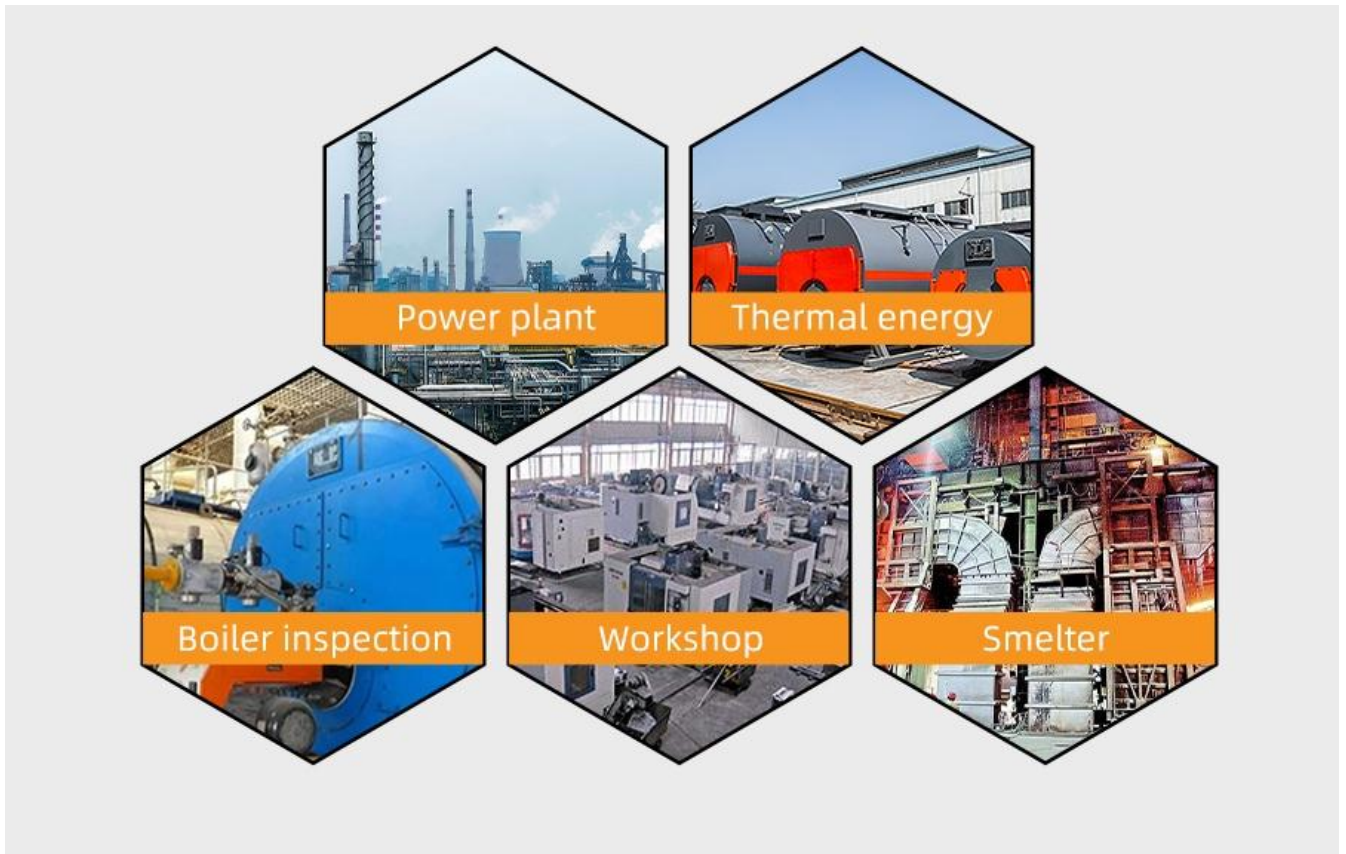 Power plant
Thermal energy
Boiler inspection
Workshop
Smelter